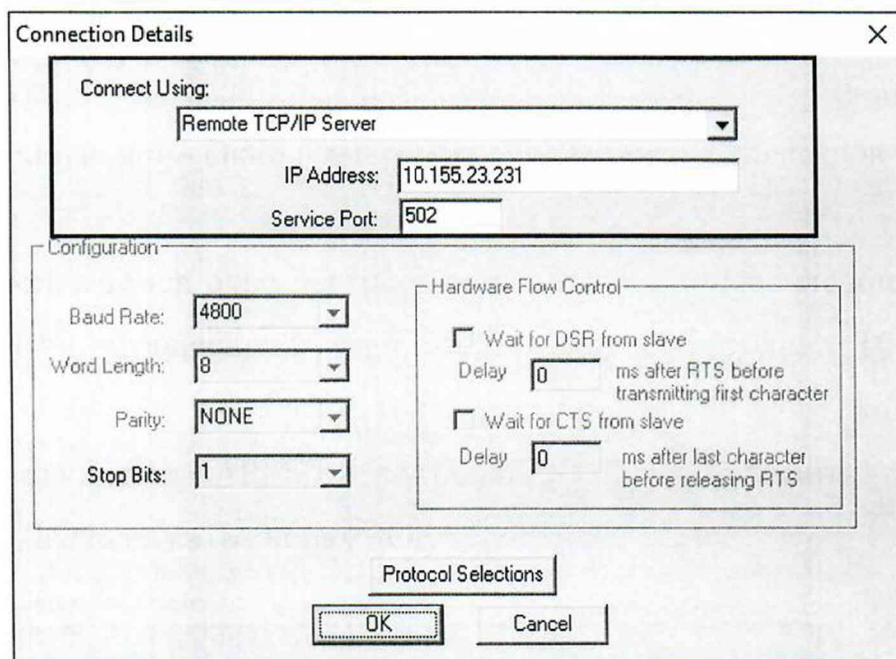 Connection Details
Connect Using:
Remote TCP/IP Server
IP Address: 10.155.23.231
Service Port: 502
Configuration
Baud Rate: 4800
Word Length: 8
Parity: NONE
Stop Bits: 1
Hardware Flow Control
Wait for DSR from slave
Delay 0 ms after RTS before
transmitting first character
Wait for CTS from slave
Delay 0 ms after last character
before releasing RTS
Protocol Selections
OK Cancel